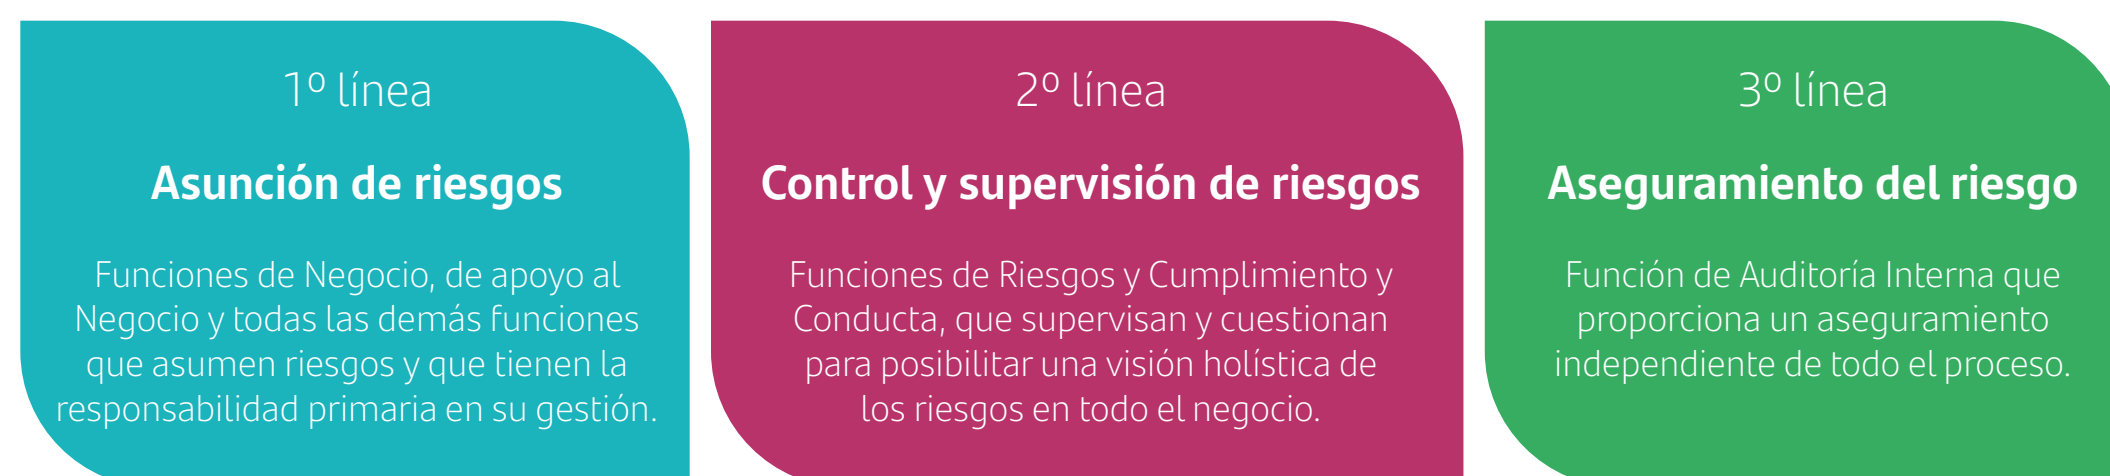 1º línea
Asunción de riesgos
Funciones de Negocio, de apoyo al
Negocio y todas las demás funciones
que asumen riesgos y que tienen la
responsabilidad primaria en su gestión.
2º línea
Control y supervisión de riesgos
Funciones de Riesgos y Cumplimiento y
Conducta, que supervisan y cuestionan
para posibilitar una visión holística de
los riesgos en todo el negocio.
3º línea
Aseguramiento del riesgo
Función de Auditoría Interna que
proporciona un aseguramiento
independiente de todo el proceso.